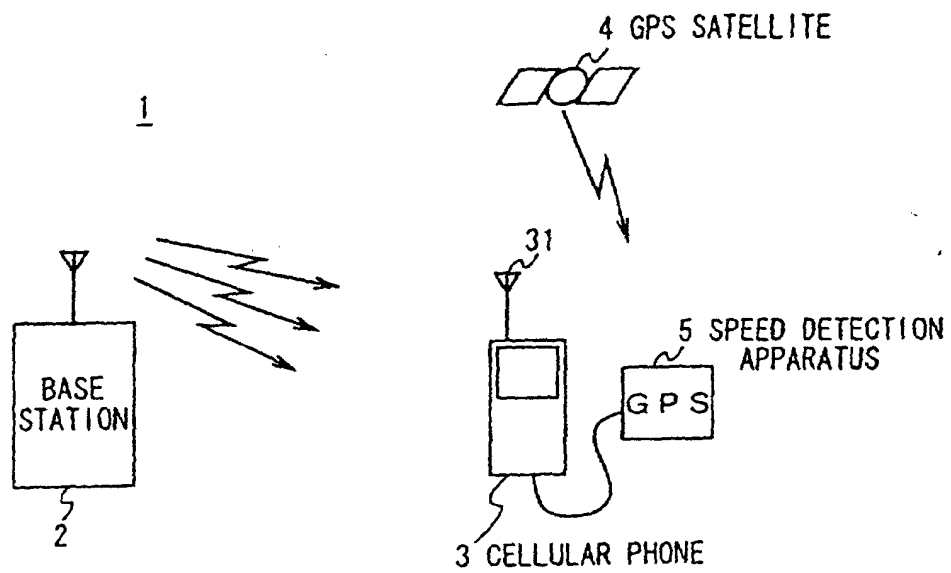 4 GPS SATELLITE
1
31
5 SPEED DETECTION
APPARATUS
BASE
STATION
GPS
2
3 CELLULAR PHONE